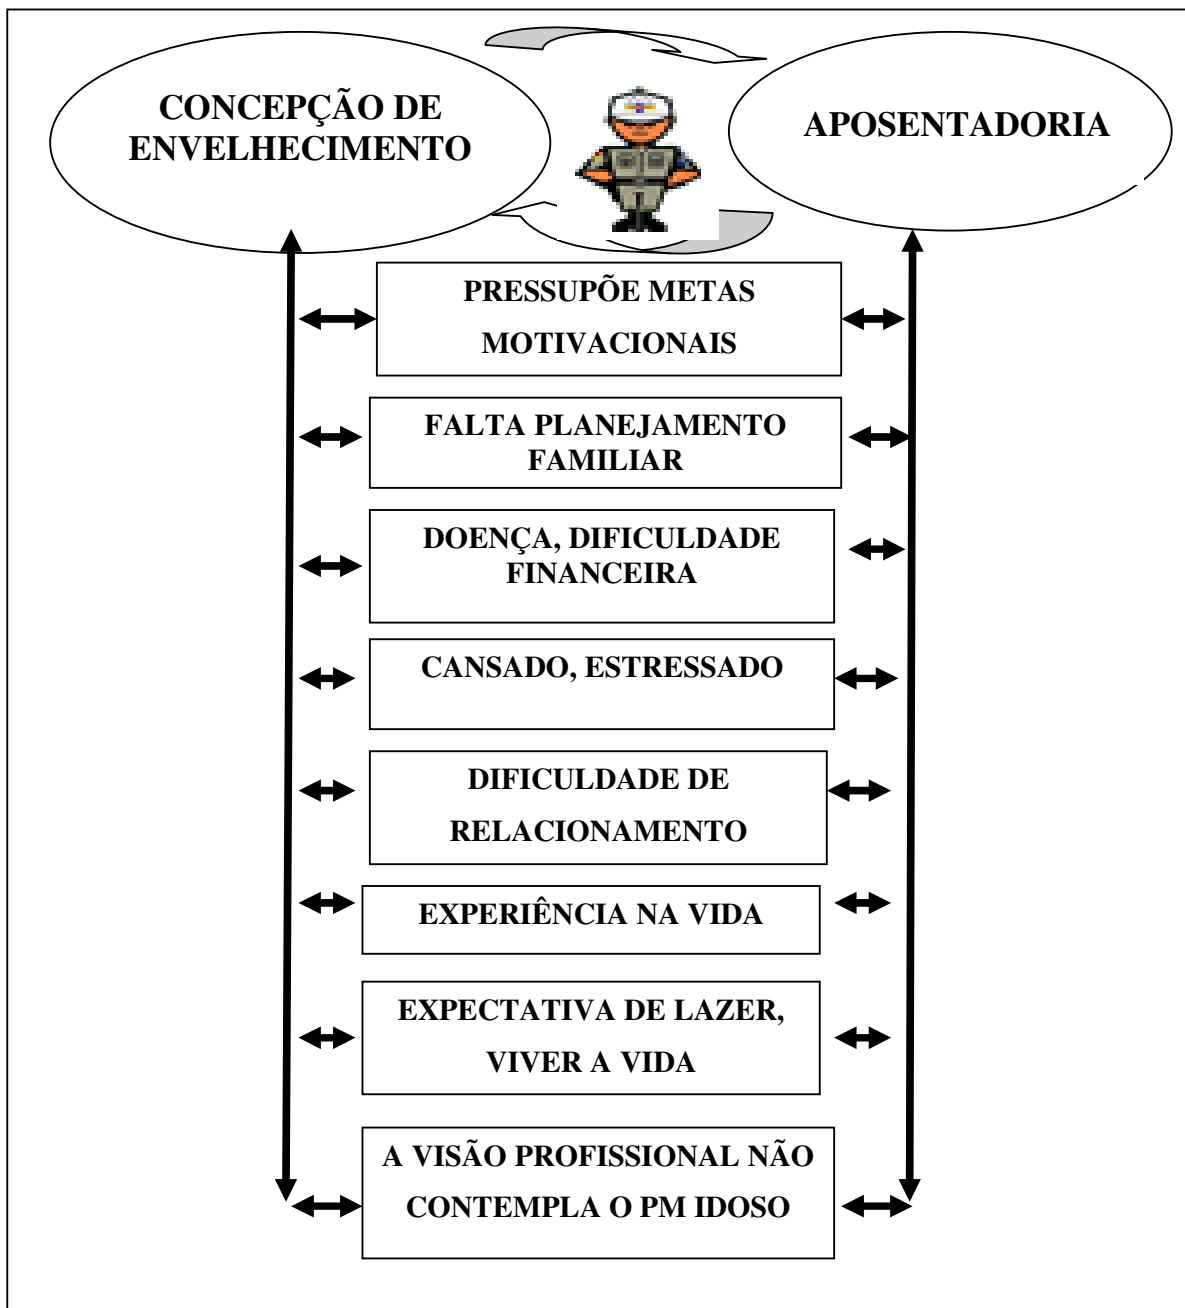 CONCEPÇÃO DE
ENVELHECIMENTO
APOSENTADORIA
PRESSUPÕE METAS
MOTIVACIONAIS
FALTA PLANEJAMENTO
FAMILIAR
DOENÇA, DIFICULDADE
FINANCEIRA
CANSADO, ESTRESSADO
DIFICULDADE DE
RELACIONAMENTO
EXPERIÊNCIA NA VIDA
EXPECTATIVA DE LAZER,
VIVER A VIDA
A VISÃO PROFISSIONAL NÃO
CONTEMPLA O PM IDOSO